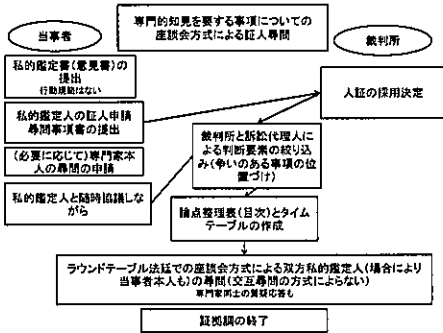 専門的知見を要する事項についての
座談会方式による証人尋問
当事者
裁判所
私的鑑定書(意見書)の
提出
行動規範はない
人証の採用決定
私的鑑定人の証人申請
尋問事項書の提出
裁判所と訴訟代理人によ
る判断要素の絞り込
み(争いのある事項の位
置づけ)
(必要に応じて)専門家本
人の尋問の申請
私的鑑定人と随時協議しな
がら
論点整理表(目次)とタイム
テーブルの作成
ラウンドテーブル法廷での座談会方式による双方私的鑑定人(場合により
当事者本人も)の尋問(交互尋問の方式によらない)
専門家同士の質疑応答も
証拠調の終了